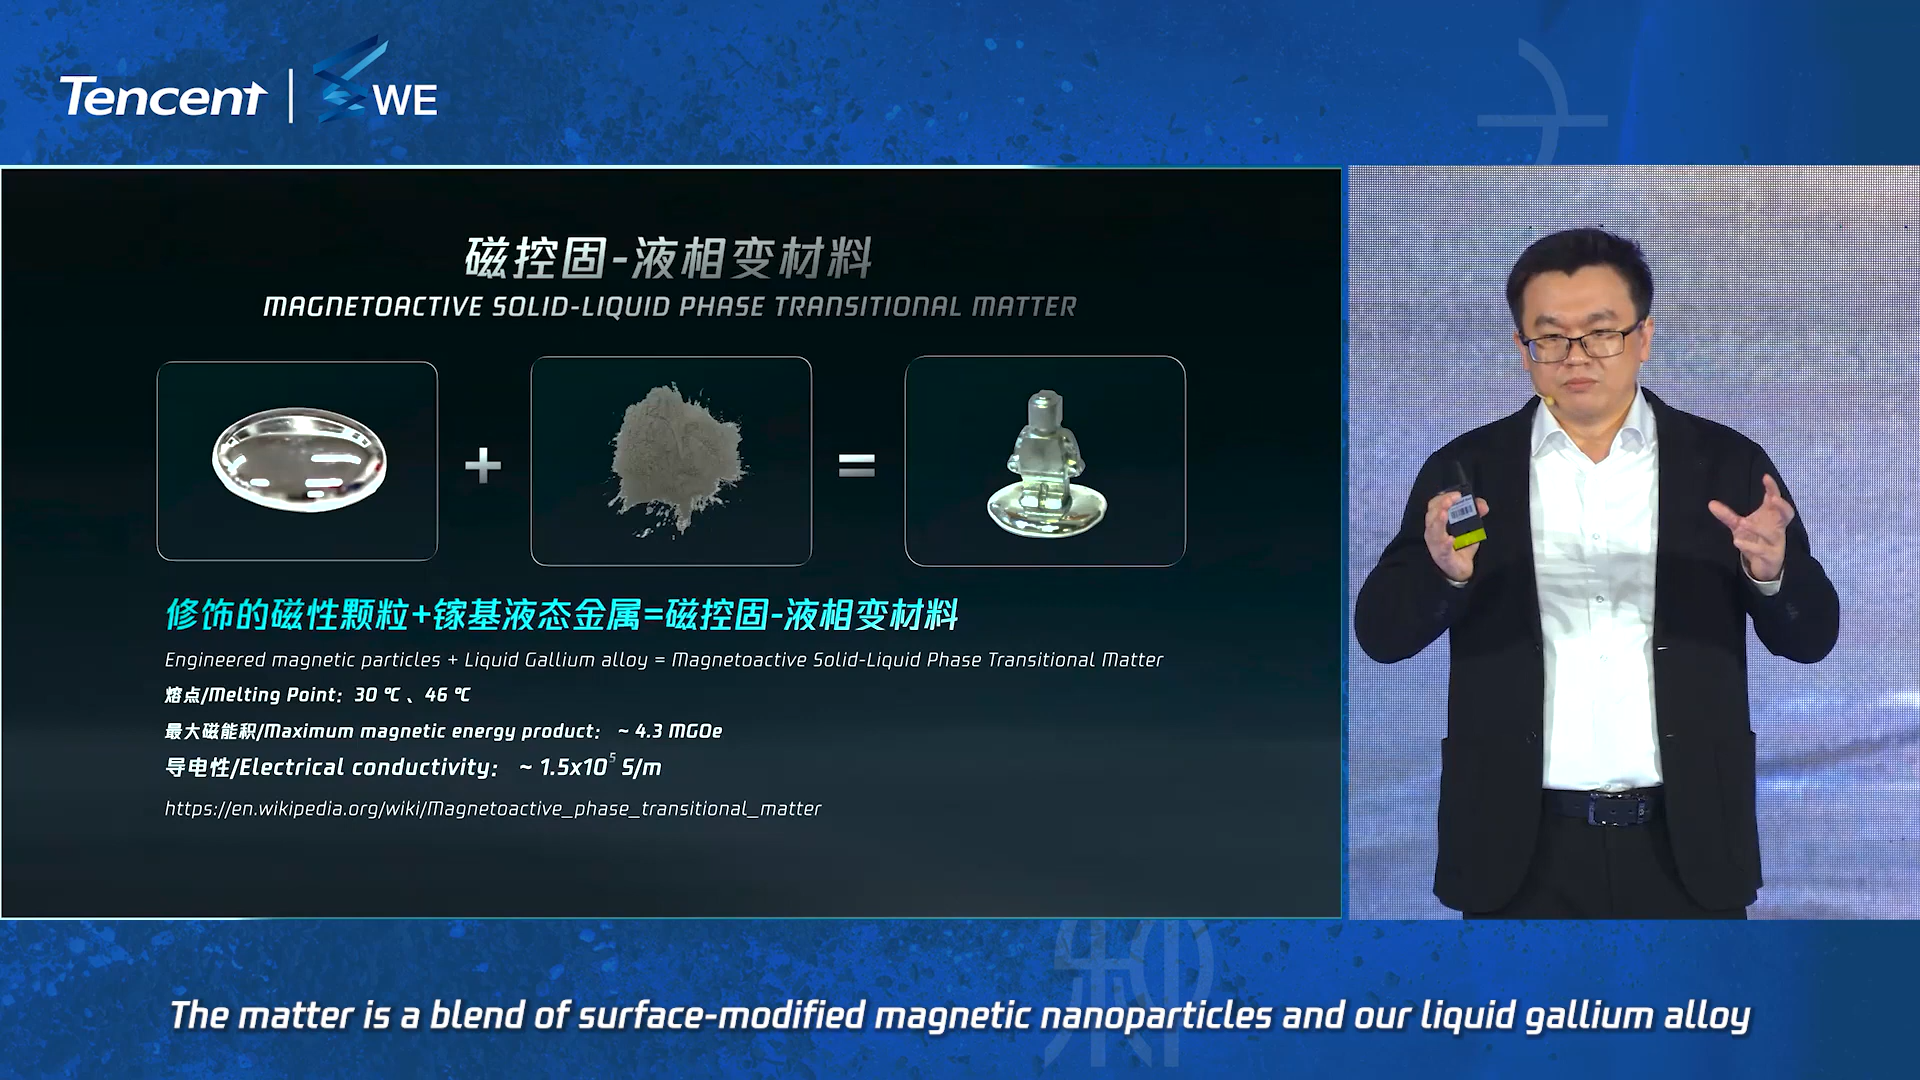 Tencent | WE
磁控固-液相变材料
MAGNETOACTIVE SOLID-LIQUID PHASE TRANSITIONAL MATTER
+
=
修饰的磁性颗粒+镓基液态金属=磁控固-液相变材料
Engineered magnetic particles + Liquid Gallium alloy = Magnetoactive Solid-Liquid Phase Transitional Matter
熔点/Melting Point: 30 ℃ 、46 ℃
最大磁能积/Maximum magnetic energy product: ~ 4.3 MGOe
导电性/Electrical conductivity: ~ 1.5x10⁵ S/m
https://en.wikipedia.org/wiki/Magnetoactive_phase_transitional_matter
The matter is a blend of surface-modified magnetic nanoparticles and our liquid gallium alloy